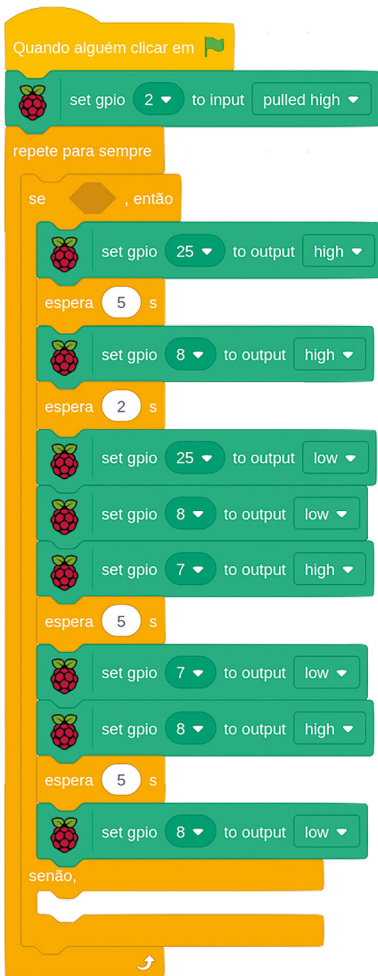 Quando alguém clicar em
set gpio 2 to input pulled high
repete para sempre
se , então
set gpio 25 to output high
espera 5 s
set gpio 8 to output high
espera 2 s
set gpio 25 to output low
set gpio 8 to output low
set gpio 7 to output high
espera 5 s
set gpio 7 to output low
set gpio 8 to output high
espera 5 s
set gpio 8 to output low
senão,